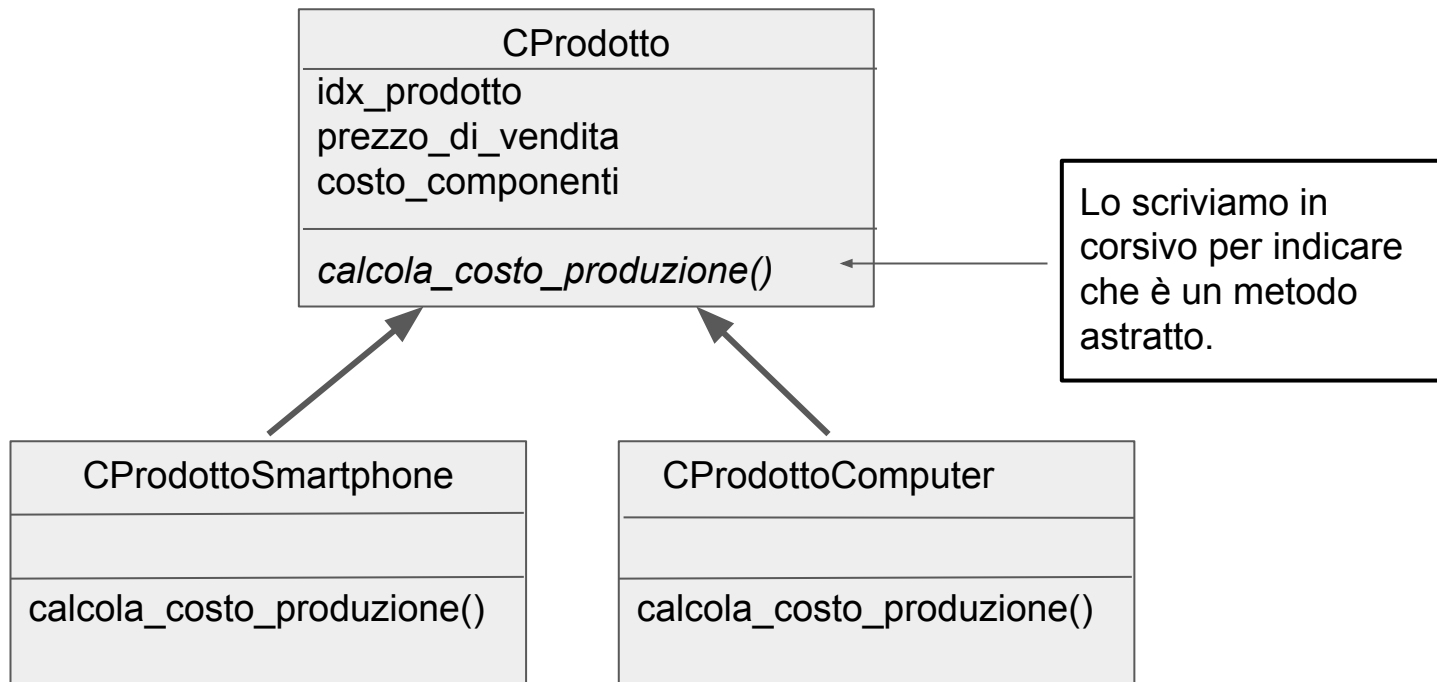 CProdotto
idx_prodotto
prezzo_di_vendita
costo_componenti
calcola_costo_produzione()
Lo scriviamo in
corsivo per indicare
che è un metodo
astratto.
CProdottoSmartphone
calcola_costo_produzione()
CProdottoComputer
calcola_costo_produzione()